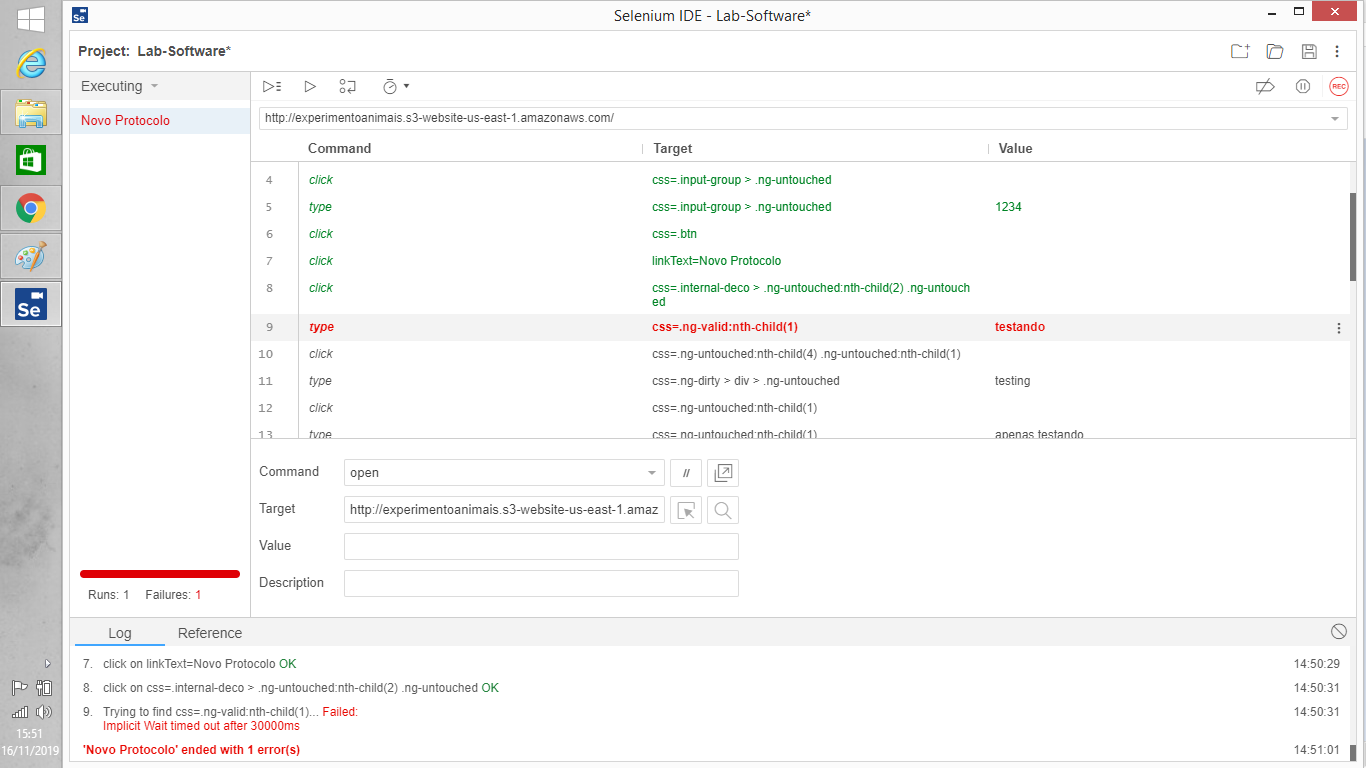 Selenium IDE - Lab-Software*
Project: Lab-Software*
Executing
REC
Novo Protocolo
http://experimentoanimais.s3-website-us-east-1.amazonaws.com/
Command Target Value
4 click css=.input-group > .ng-untouched
5 type css=.input-group > .ng-untouched 1234
6 click css=.btn
7 click linkText=Novo Protocolo
8 click css=.internal-deco > .ng-untouched:nth-child(2) .ng-untouch
ed
9 type css=.ng-valid:nth-child(1) testando
10 click css=.ng-untouched:nth-child(4) .ng-untouched:nth-child(1)
11 type css=.ng-dirty > div > .ng-untouched testing
12 click css=.ng-untouched:nth-child(1)
13 type css=.ng-untouched:nth-child(1) apenas testando
Command open //
Target http://experimentoanimais.s3-website-us-east-1.amaz
Value
Description
Runs: 1 Failures: 1
Log Reference
7. click on linkText=Novo Protocolo OK 14:50:29
8. click on css=.internal-deco > .ng-untouched:nth-child(2) .ng-untouched OK 14:50:31
9. Trying to find css=.ng-valid:nth-child(1)... Failed: 14:50:31
Implicit Wait timed out after 30000ms
'Novo Protocolo' ended with 1 error(s) 14:51:01
Se
Se
15:51
16/11/2019